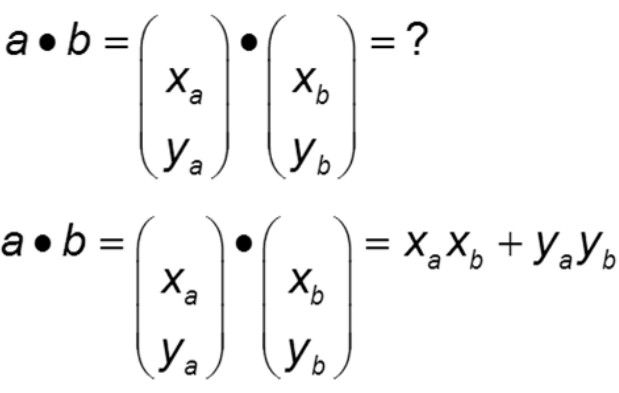 a • b = ( x_a y_a ) • ( x_b y_b ) = ?
a • b = ( x_a y_a ) • ( x_b y_b ) = x_a x_b + y_a y_b